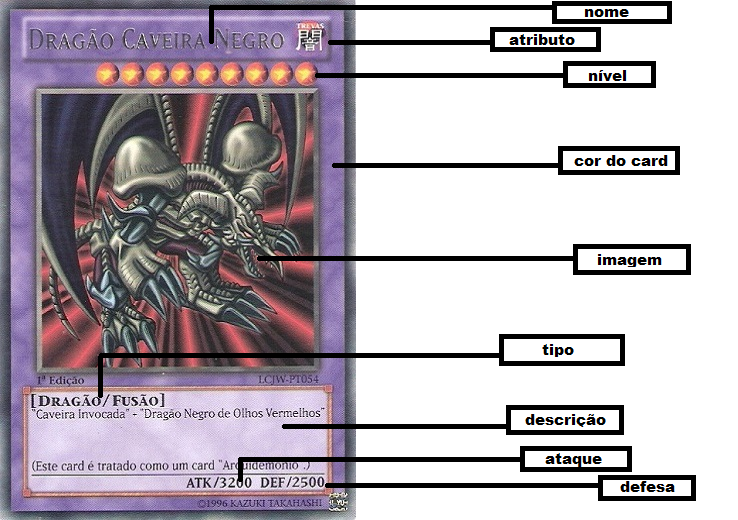 nome
DRAGÃO CAVEIRA NEGRO
TREVAS
闇
atributo
nível
cor do card
imagem
tipo
1ª Edição
LCJW-PT054
[DRAGÃO/FUSÃO]
"Caveira Invocada" + "Dragão Negro de Olhos Vermelhos"
descrição
(Este card é tratado como um card "Arquidemônio".)
ataque
ATK/3200 DEF/2500
defesa
©1996 KAZUKI TAKAHASHI